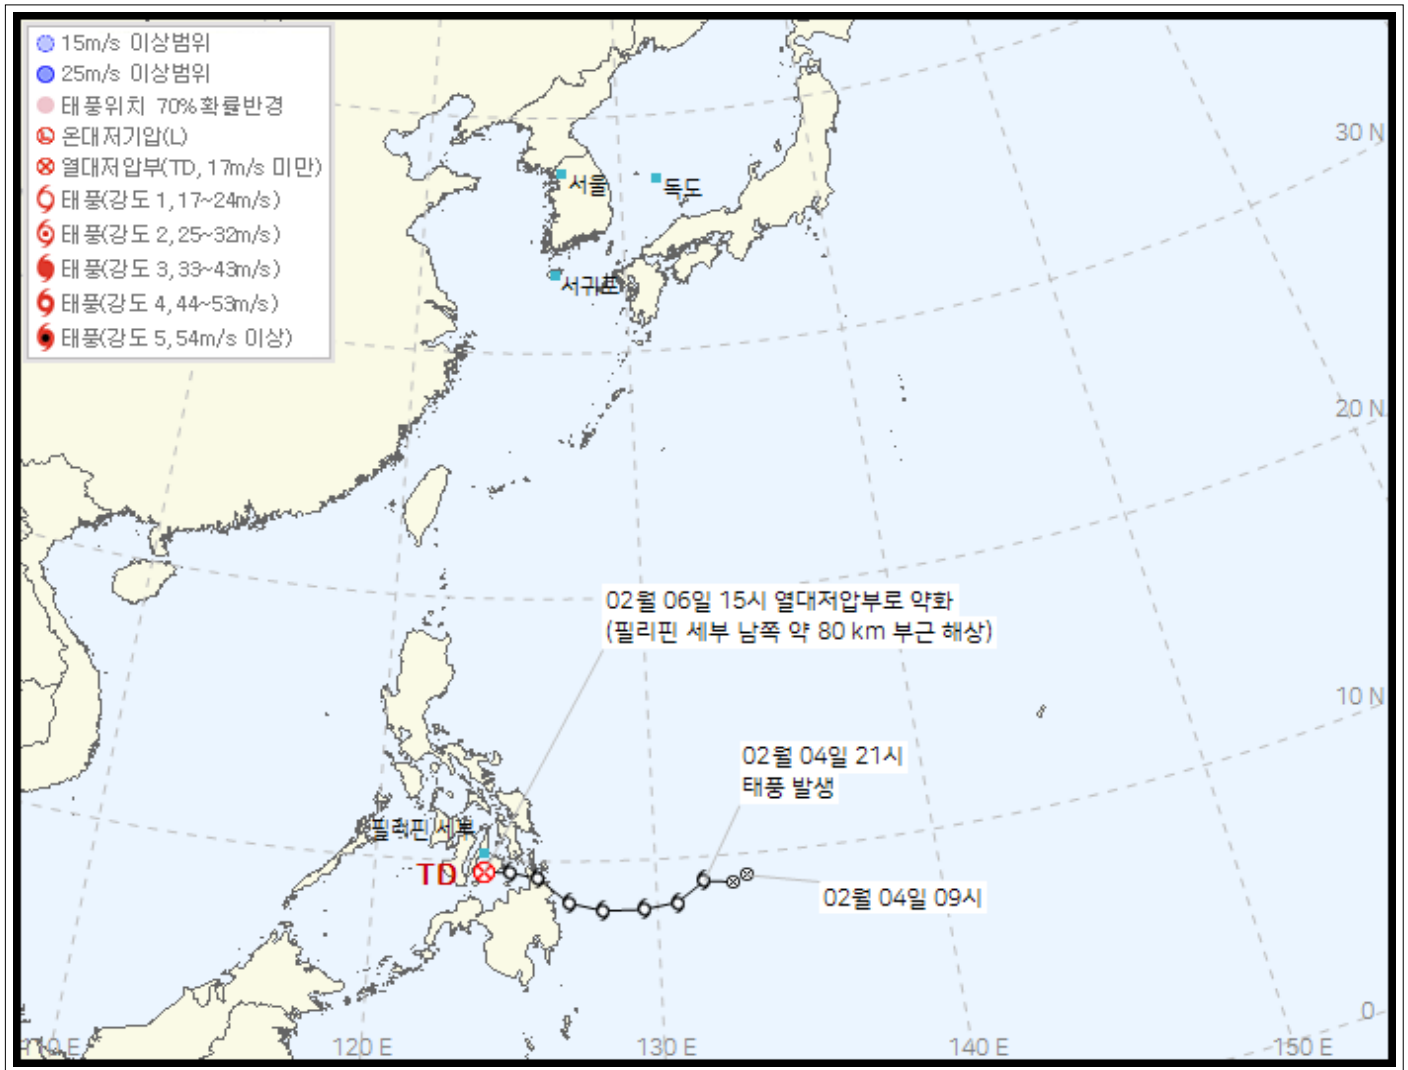 15m/s 이상범위
25m/s 이상범위
태풍위치 70%확률반경
온대저기압(L)
열대저압부(TD, 17m/s 미만)
태풍(강도 1, 17~24m/s)
태풍(강도 2, 25~32m/s)
태풍(강도 3, 33~43m/s)
태풍(강도 4, 44~53m/s)
태풍(강도 5, 54m/s 이상)
30 N
서울
독도
서귀포
20 N
02월 06일 15시 열대저압부로 약화
(필리핀 세부 남쪽 약 80 km 부근 해상)
10 N
02월 04일 21시
태풍 발생
필리핀 세부
TD
02월 04일 09시
0
110 E
120 E
130 E
140 E
150 E